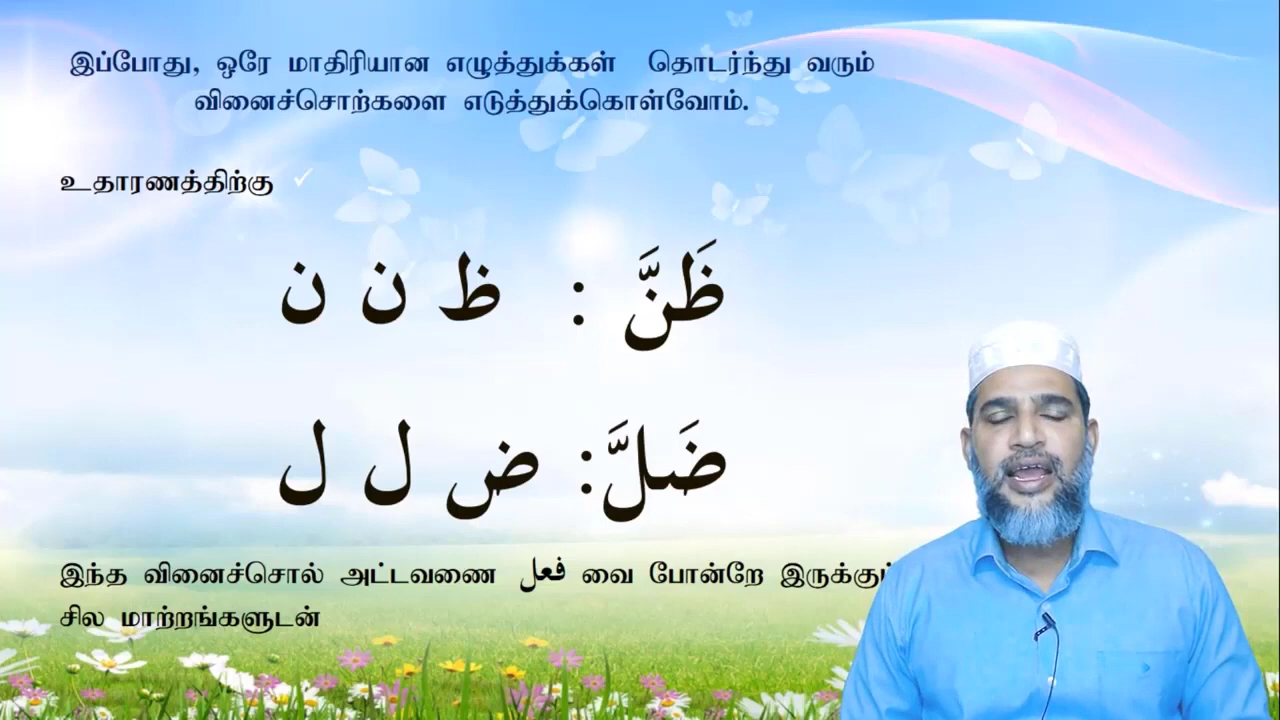 இப்போது, ஒரே மாதிரியான எழுத்துக்கள் தொடர்ந்து வரும்
வினைச்சொற்களை எடுத்துக்கொள்வோம்.
உதாரணத்திற்கு ✓
ظَنَّ : ظ ن ن
ضَلَّ: ض ل ل
இந்த வினைச்சொல் அட்டவணை فعل வை போன்றே
சில மாற்றங்களுடன்